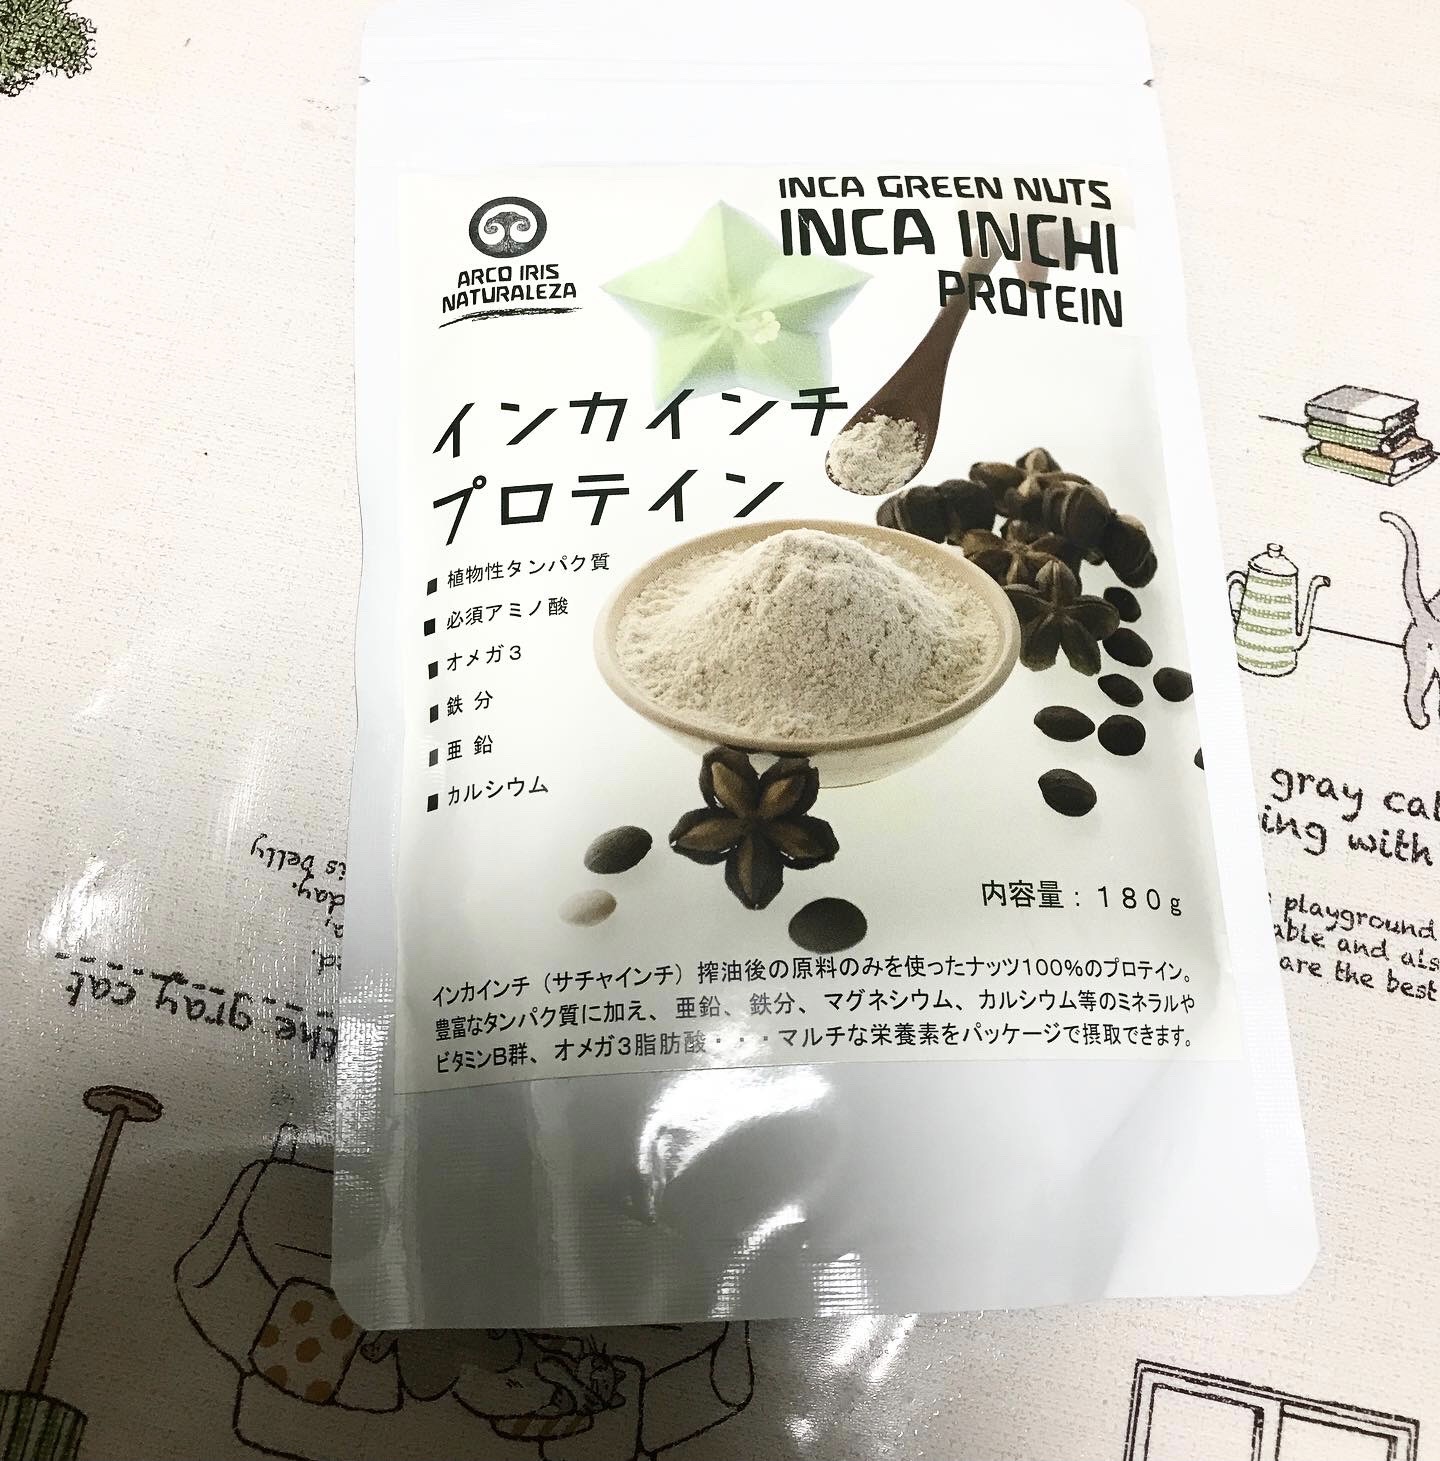 INCA GREEN NUTS
INCA INCHI
PROTEIN
ARCO IRIS
NATURALEZA
インカインチ
プロテイン
■ 植物性タンパク質
■ 必須アミノ酸
■ オメガ3
■ 鉄 分
■ 亜 鉛
■ カルシウム
内容量：180g
インカインチ（サチャインチ）搾油後の原料のみを使ったナッツ100%のプロテイン。
豊富なタンパク質に加え、亜鉛、鉄分、マグネシウム、カルシウム等のミネラルや
ビタミンB群、オメガ3脂肪酸・・・マルチな栄養素をパッケージで摂取できます。
gray cat
ing with
playground
able and als
are the best
the gray cat
is belly
day.